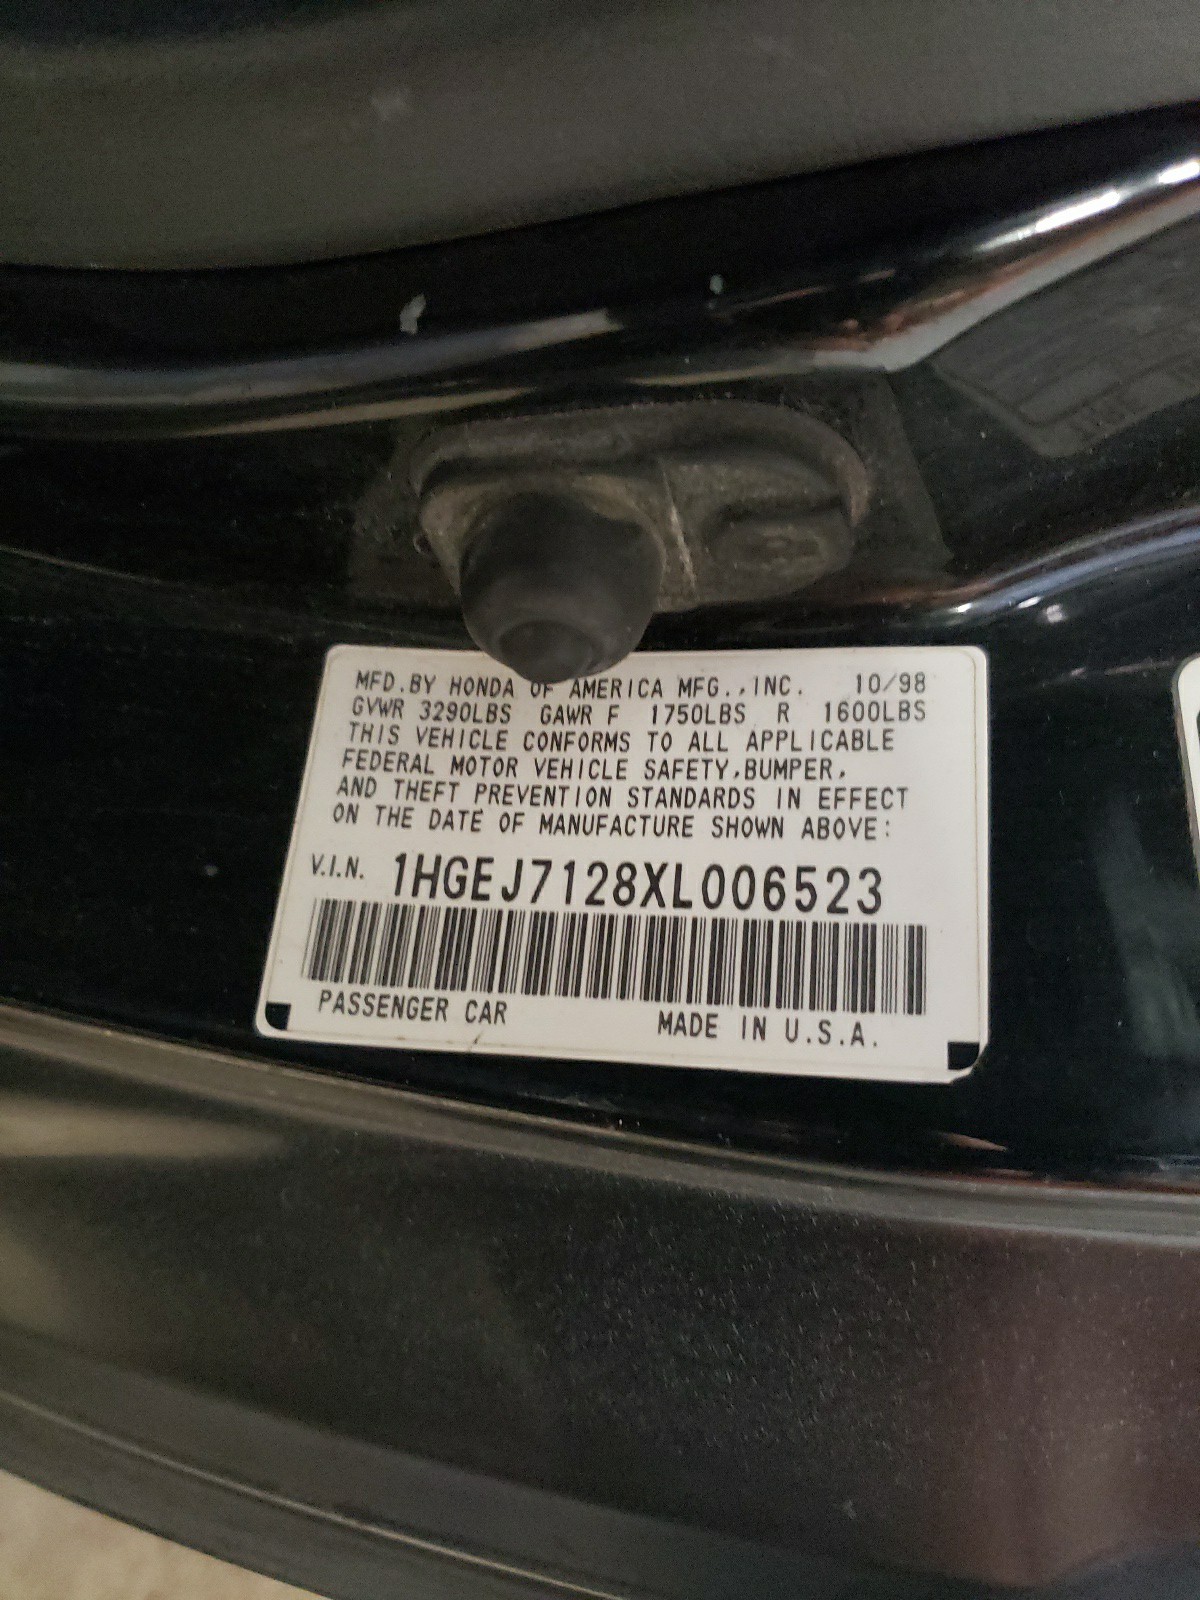 MFD.BY HONDA OF AMERICA MFG.,INC. 10/98
GVWR 3290LBS GAWR F 1750LBS R 1600LBS
THIS VEHICLE CONFORMS TO ALL APPLICABLE
FEDERAL MOTOR VEHICLE SAFETY,BUMPER,
AND THEFT PREVENTION STANDARDS IN EFFECT
ON THE DATE OF MANUFACTURE SHOWN ABOVE:
V.I.N. 1HGEJ7128XL006523
PASSENGER CAR MADE IN U.S.A.